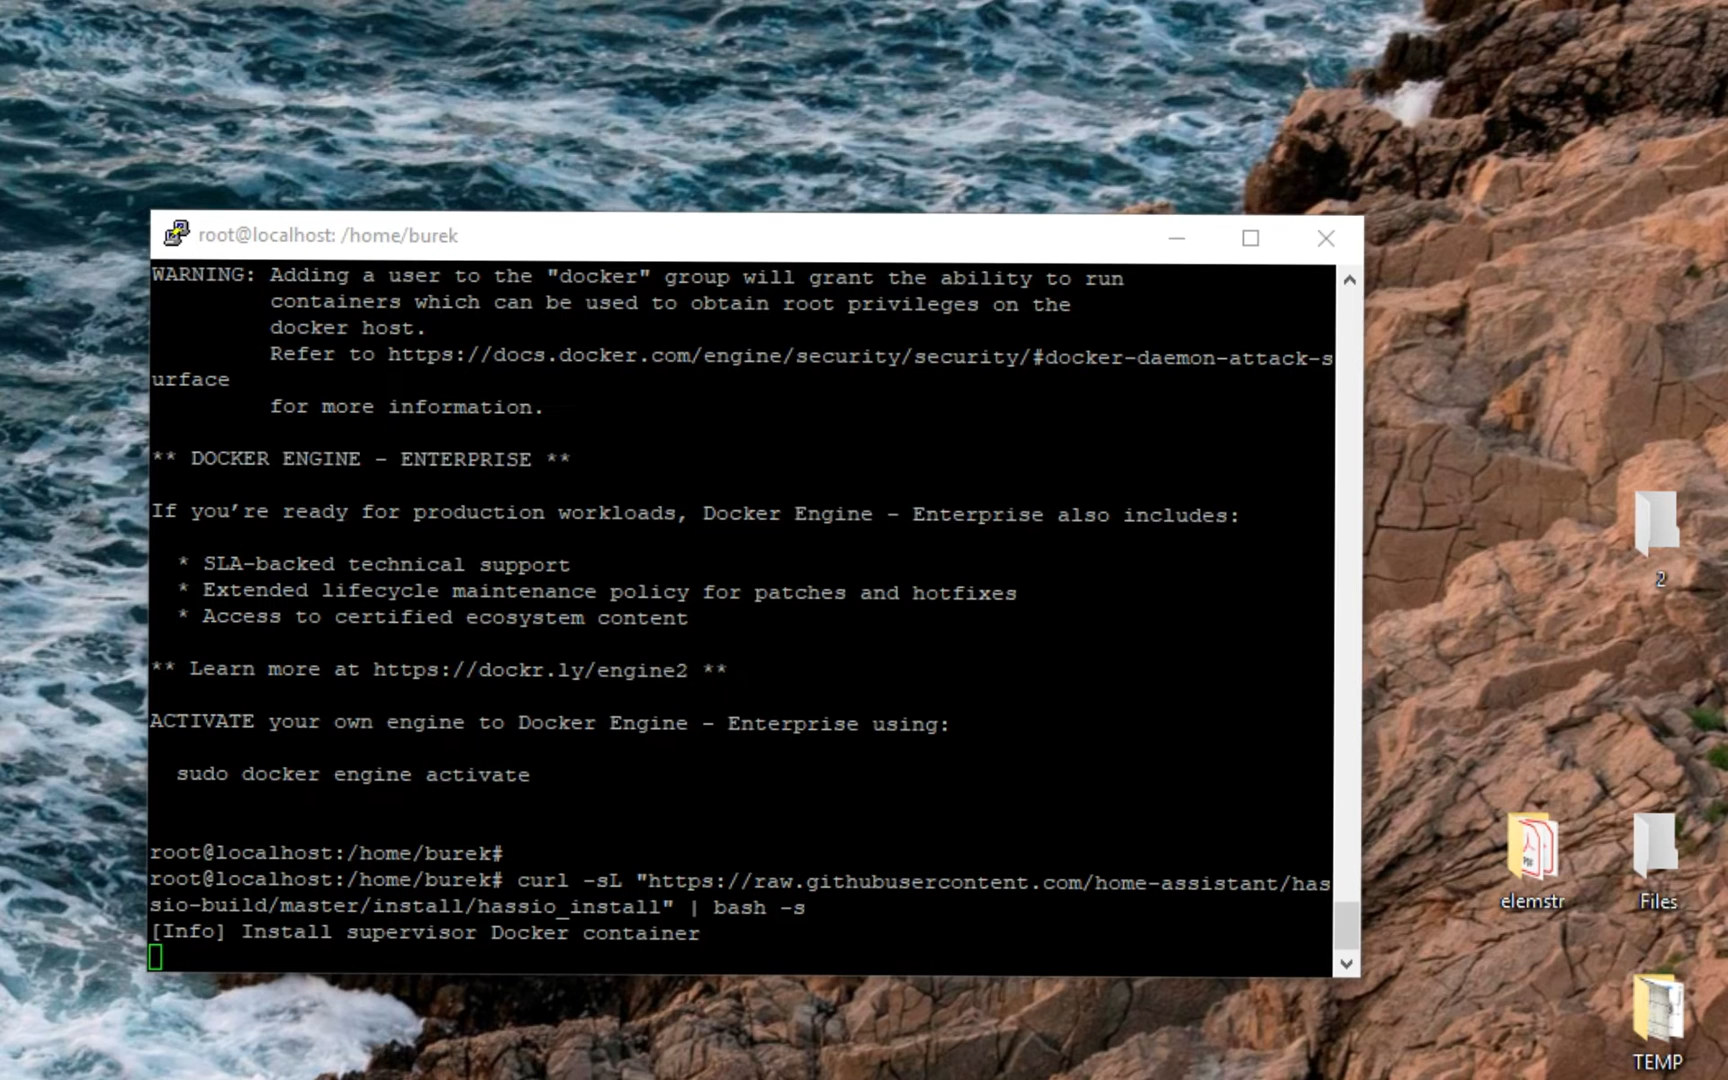 root@localhost: /home/burek
WARNING: Adding a user to the "docker" group will grant the ability to run
containers which can be used to obtain root privileges on the
docker host.
Refer to https://docs.docker.com/engine/security/security/#docker-daemon-attack-s
urface
for more information.
** DOCKER ENGINE - ENTERPRISE **
If you’re ready for production workloads, Docker Engine - Enterprise also includes:
* SLA-backed technical support
* Extended lifecycle maintenance policy for patches and hotfixes
* Access to certified ecosystem content
** Learn more at https://dockr.ly/engine2 **
ACTIVATE your own engine to Docker Engine - Enterprise using:
sudo docker engine activate
root@localhost:/home/burek#
root@localhost:/home/burek# curl -sL "https://raw.githubusercontent.com/home-assistant/has
sio-build/master/install/hassio_install" | bash -s
[Info] Install supervisor Docker container
2
PDF
elemstr
Files
TEMP